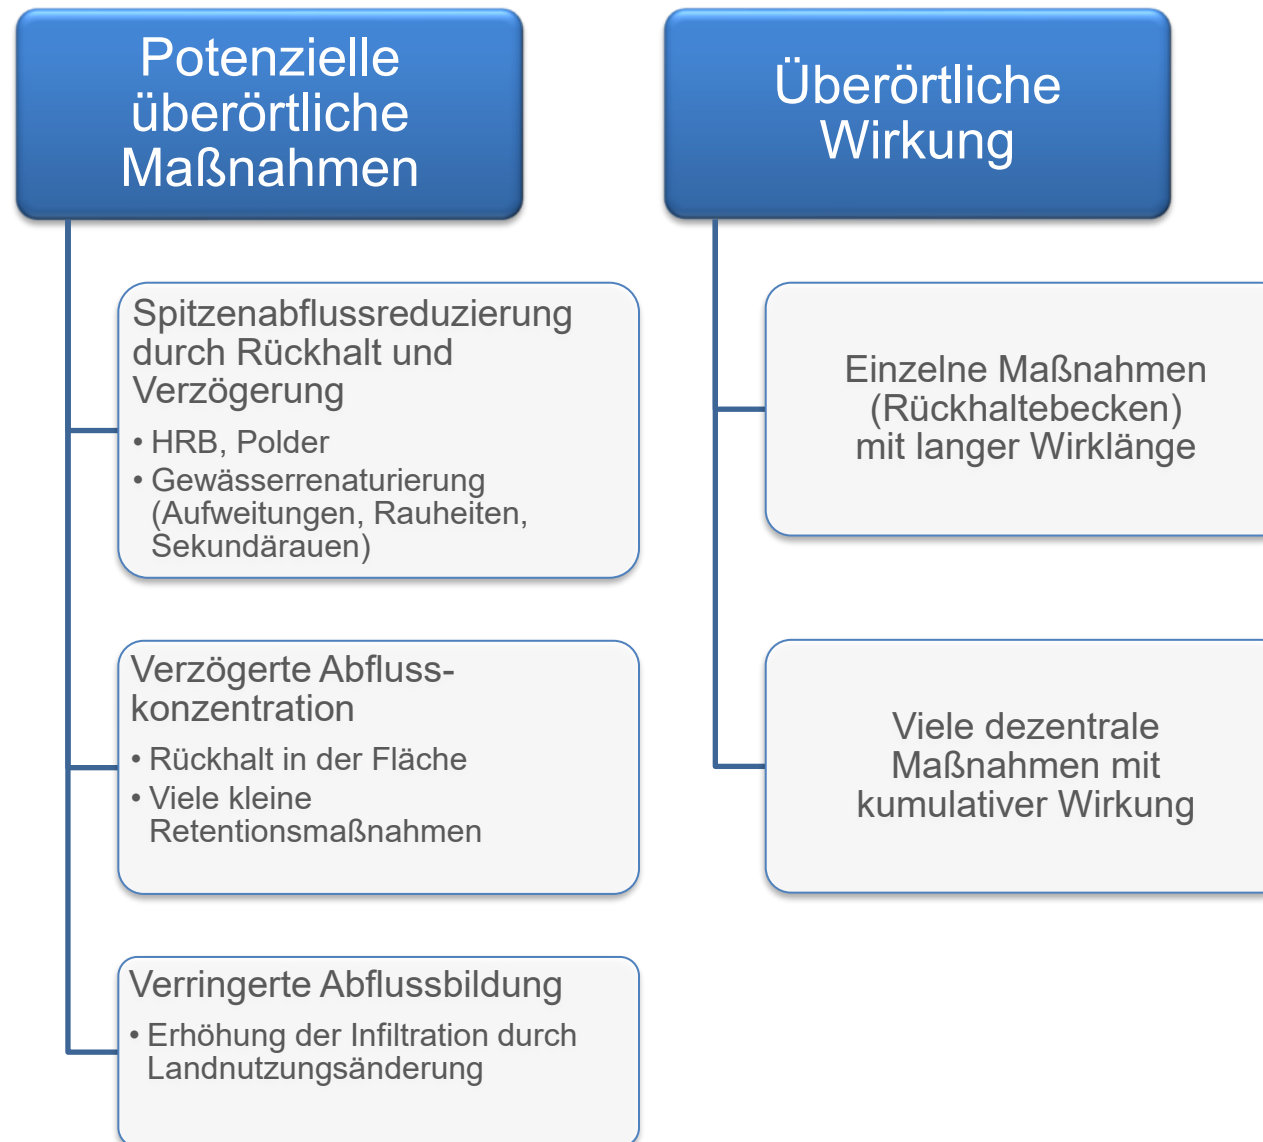 Potenzielle
überörtliche
Maßnahmen
Spitzenabflussreduzierung
durch Rückhalt und
Verzögerung
• HRB, Polder
• Gewässerrenaturierung
(Aufweitungen, Rauheiten,
Sekundärauen)
Verzögerte Abfluss-
konzentration
• Rückhalt in der Fläche
• Viele kleine
Retentionsmaßnahmen
Verringerte Abflussbildung
• Erhöhung der Infiltration durch
Landnutzungsänderung
Überörtliche
Wirkung
Einzelne Maßnahmen
(Rückhaltebecken)
mit langer Wirklänge
Viele dezentrale
Maßnahmen mit
kumulativer Wirkung